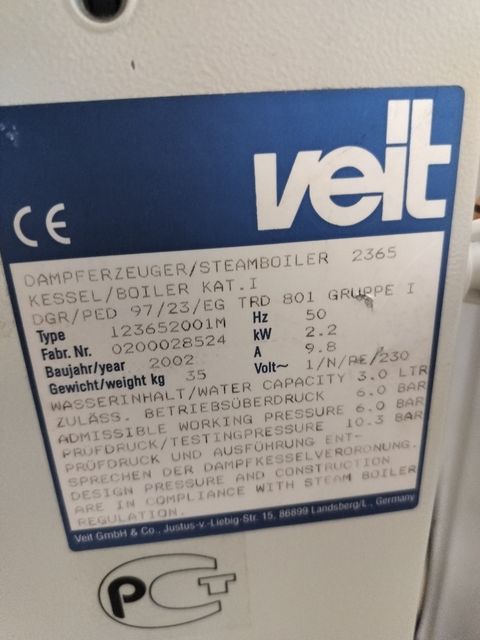 veit
CE
DAMPFERZEUGER/STEAMBOILER 2365
KESSEL/BOILER KAT.I
DGR/PED 97/23/EG TRD 801 GRUPPE I
Type 123652001M Hz 50
Fabr. Nr. 0200028524 kW 2.2
Baujahr/year 2002 A 9.8
Gewicht/weight kg 35 Volt~ 1/N/PE/230
WASSERINHALT/WATER CAPACITY 3.0 LTR
ZULÄSS. BETRIEBSÜBERDRUCK 6.0 BAR
ADMISSIBLE WORKING PRESSURE 6.0 BAR
PRÜFDRUCK/TESTINGPRESSURE 10.3 BAR
PRÜFDRUCK UND AUSFÜHRUNG ENT-
SPRECHEN DER DAMPFKESSELVERORDNUNG.
DESIGN PRESSURE AND CONSTRUCTION
ARE IN COMPLIANCE WITH STEAM BOILER
REGULATION.
Veit GmbH & Co., Justus-v.-Liebig-Str. 15, 86899 Landsberg/L., Germany
РСТ